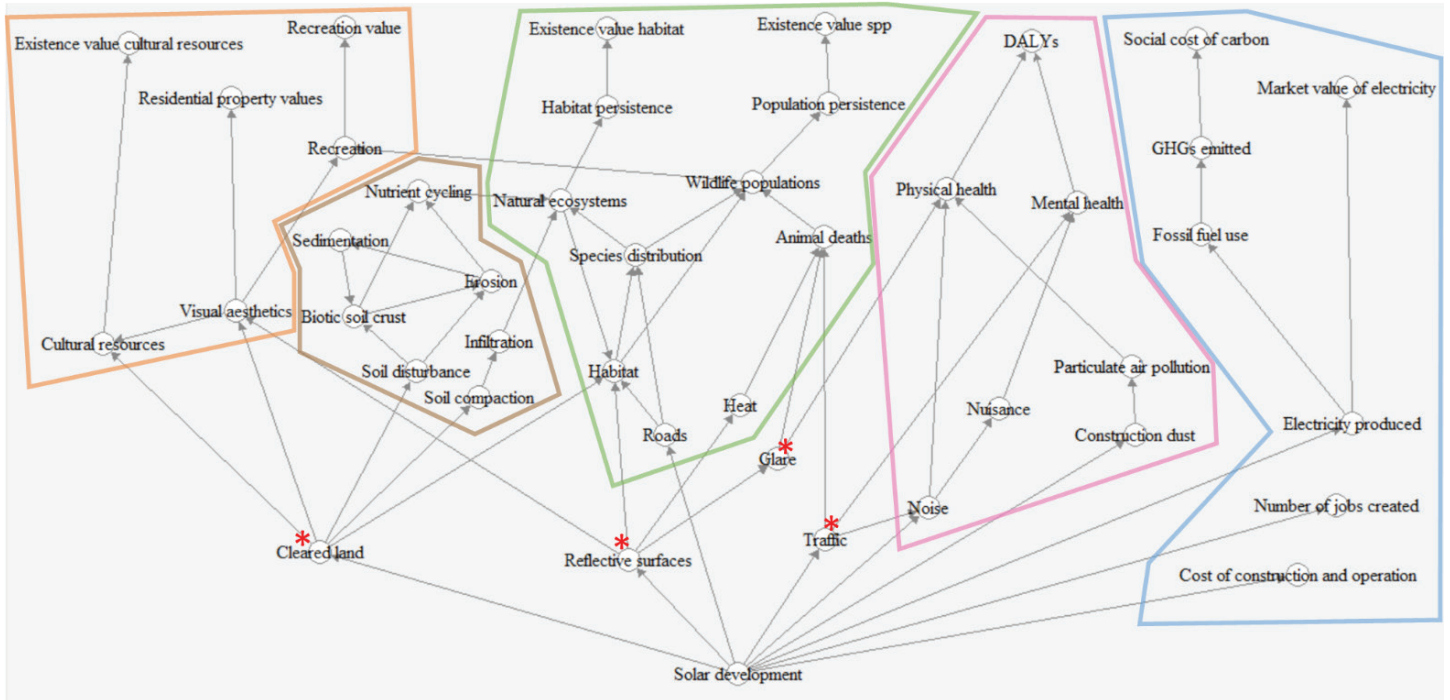 Existence value cultural resources
Recreation value
Existence value habitat
Existence value spp
DALYs
Social cost of carbon
Residential property values
Habitat persistence
Population persistence
Market value of electricity
Recreation
GHGs emitted
Nutrient cycling
Natural ecosystems
Wildlife populations
Physical health
Mental health
Sedimentation
Species distribution
Animal deaths
Fossil fuel use
Erosion
Visual aesthetics
Biotic soil crust
Cultural resources
Infiltration
Soil disturbance
Habitat
Particulate air pollution
Soil compaction
Heat
Nuisance
Roads
Construction dust
Electricity produced
*
Glare
Noise
Number of jobs created
*
Cleared land
*
Reflective surfaces
*
Traffic
Cost of construction and operation
Solar development